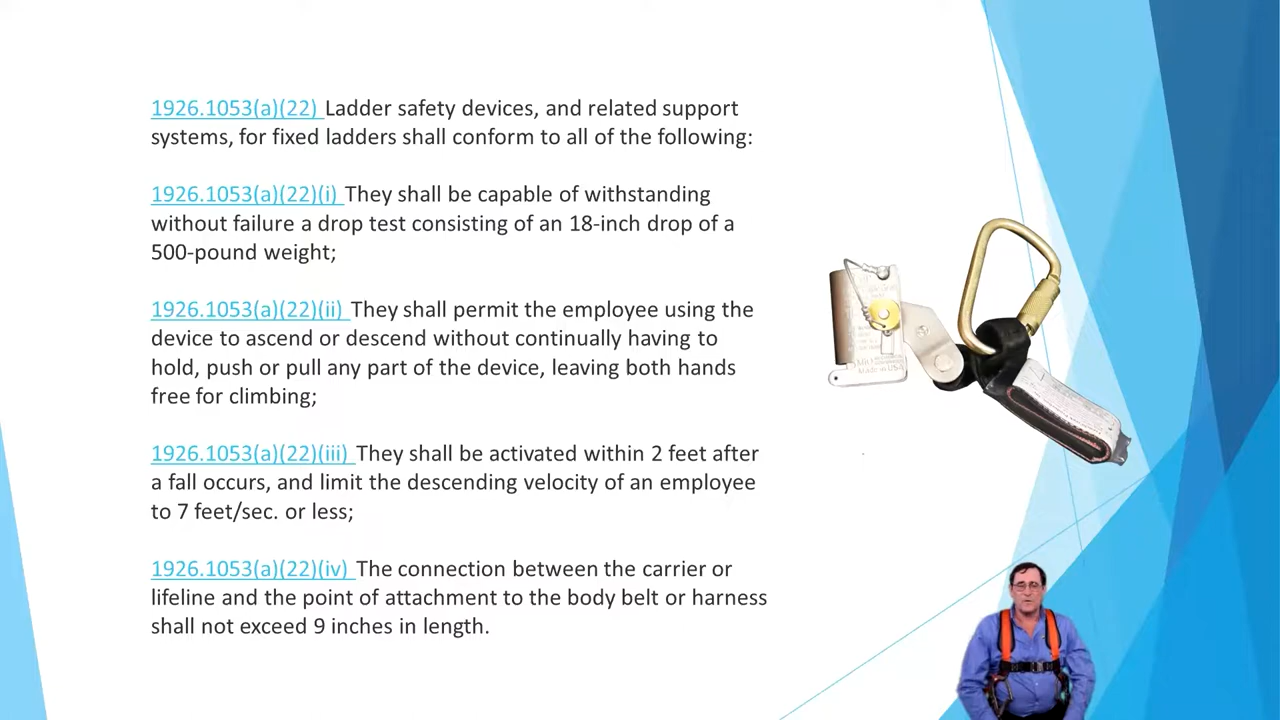 1926.1053(a)(22) Ladder safety devices, and related support
systems, for fixed ladders shall conform to all of the following:
1926.1053(a)(22)(i) They shall be capable of withstanding
without failure a drop test consisting of an 18-inch drop of a
500-pound weight;
1926.1053(a)(22)(ii) They shall permit the employee using the
device to ascend or descend without continually having to
hold, push or pull any part of the device, leaving both hands
free for climbing;
1926.1053(a)(22)(iii) They shall be activated within 2 feet after
a fall occurs, and limit the descending velocity of an employee
to 7 feet/sec. or less;
1926.1053(a)(22)(iv) The connection between the carrier or
lifeline and the point of attachment to the body belt or harness
shall not exceed 9 inches in length.
Made in USA